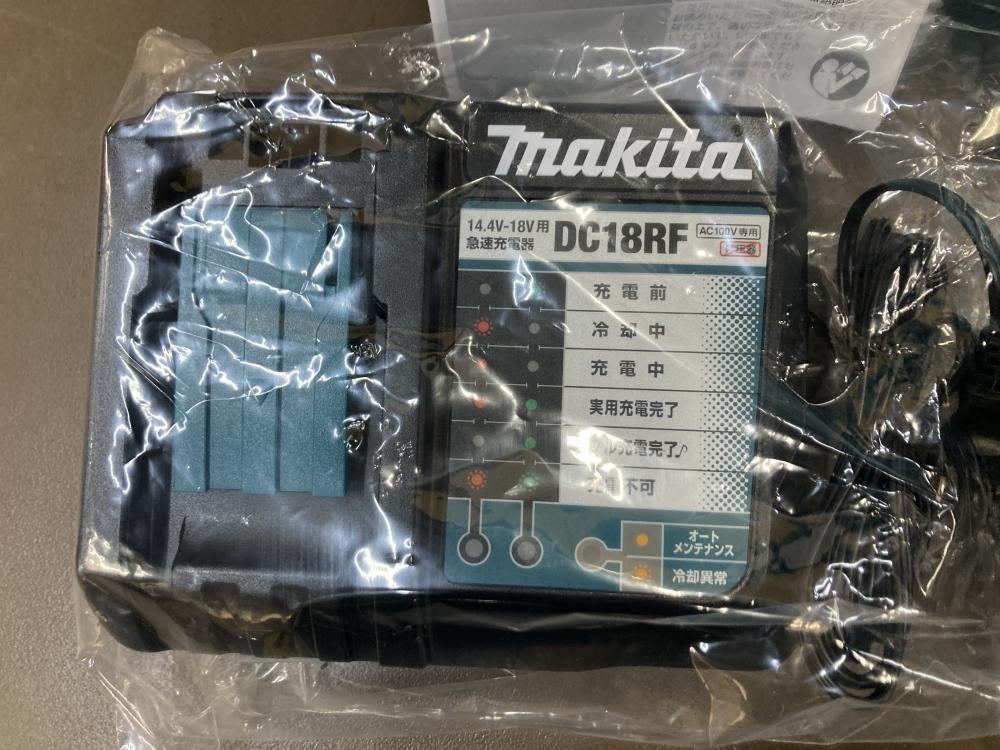 makita
14.4V-18V用
急速充電器
DC18RF
AC100V専用
充電前
冷却中
充電中
実用充電完了
充電完了♪
不可
オート
メンテナンス
冷却異常